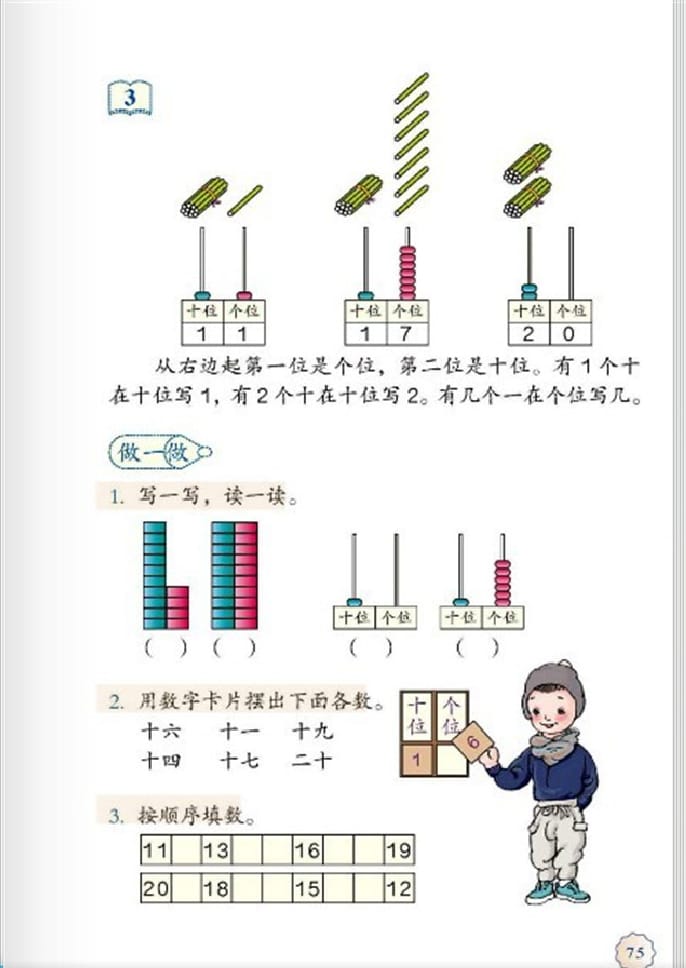 3
十位 个位 十位 个位 十位 个位
1 1 1 7 2 0
从右边起第一位是个位，第二位是十位。有1个十
在十位写1，有2个十在十位写2。有几个一在个位写几。
做一做
1. 写一写，读一读。
十位 个位 十位 个位
( ) ( ) ( ) ( )
2. 用数字卡片摆出下面各数。
十六 十一 十九
十四 十七 二十
十位 个位
1 6
3. 按顺序填数。
11 13 16 19
20 18 15 12
75